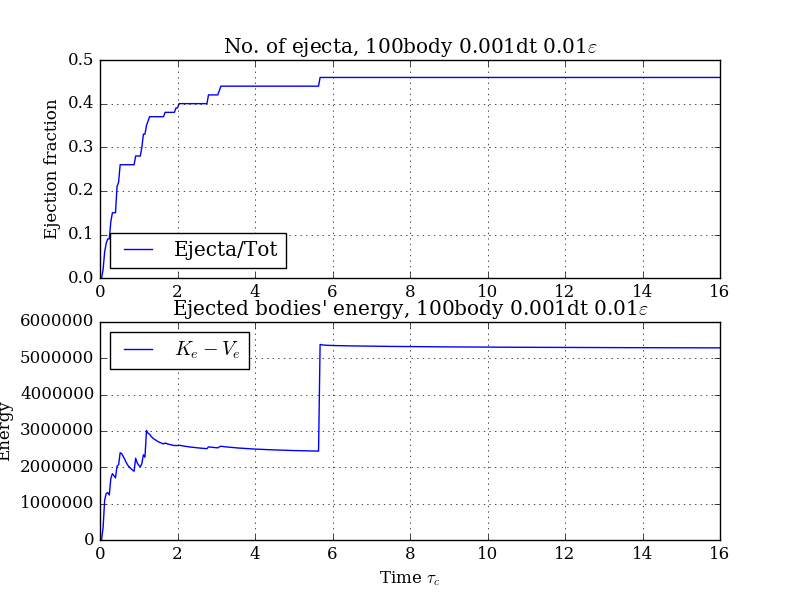 No. of ejecta, 100body 0.001dt 0.01ε
0.5
0.4
0.3
0.2
0.1
0.0
Ejection fraction
Ejecta/Tot
0 2 4 6 8 10 12 14 16
Ejected bodies' energy, 100body 0.001dt 0.01ε
6000000
5000000
4000000
3000000
2000000
1000000
0
Energy
K_e − V_e
0 2 4 6 8 10 12 14 16
Time τ_c